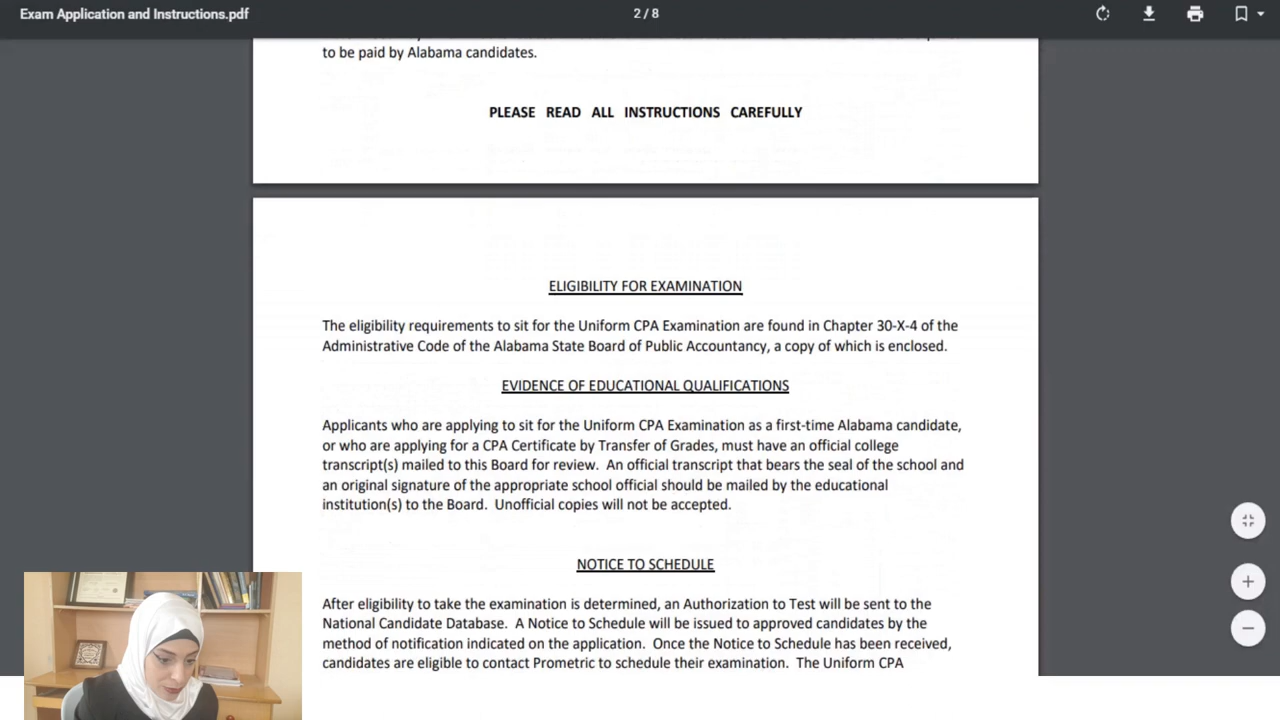 Exam Application and Instructions.pdf
2 / 8
to be paid by Alabama candidates.
PLEASE READ ALL INSTRUCTIONS CAREFULLY
ELIGIBILITY FOR EXAMINATION
The eligibility requirements to sit for the Uniform CPA Examination are found in Chapter 30-X-4 of the
Administrative Code of the Alabama State Board of Public Accountancy, a copy of which is enclosed.
EVIDENCE OF EDUCATIONAL QUALIFICATIONS
Applicants who are applying to sit for the Uniform CPA Examination as a first-time Alabama candidate,
or who are applying for a CPA Certificate by Transfer of Grades, must have an official college
transcript(s) mailed to this Board for review. An official transcript that bears the seal of the school and
an original signature of the appropriate school official should be mailed by the educational
institution(s) to the Board. Unofficial copies will not be accepted.
NOTICE TO SCHEDULE
After eligibility to take the examination is determined, an Authorization to Test will be sent to the
National Candidate Database. A Notice to Schedule will be issued to approved candidates by the
method of notification indicated on the application. Once the Notice to Schedule has been received,
candidates are eligible to contact Prometric to schedule their examination. The Uniform CPA